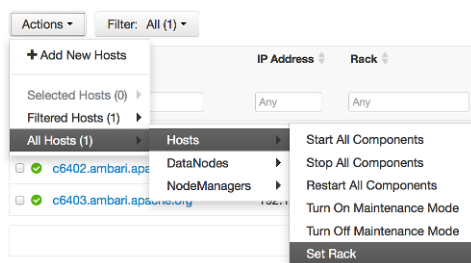 Actions Filter: All (1)
+ Add New Hosts
IP Address Rack
Selected Hosts (0)
Filtered Hosts (1) Any Any
All Hosts (1) Hosts Start All Components
c6402.ambari.apa DataNodes Stop All Components
NodeManagers Restart All Components
c6403.ambari.apache.org Turn On Maintenance Mode
Turn Off Maintenance Mode
Set Rack